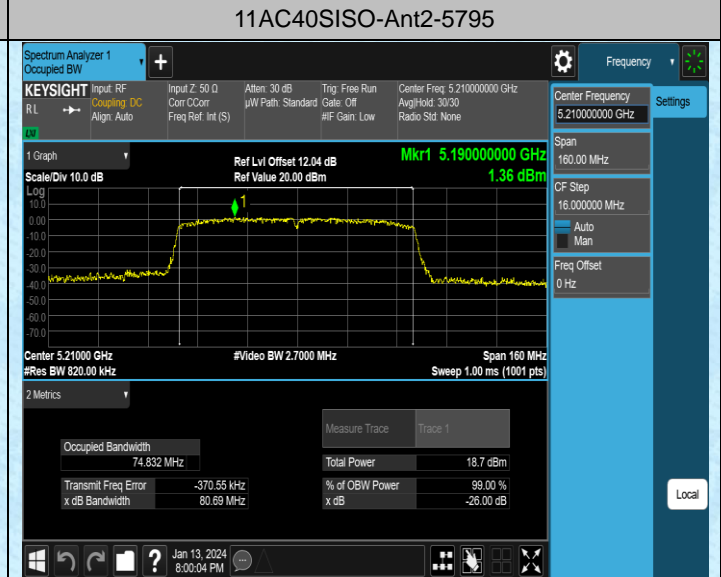 11AC40SISO-Ant2-5795
Spectrum Analyzer 1
Occupied BW
Frequency
KEYSIGHT
RL
Input: RF
Coupling: DC
Align: Auto
Input Z: 50 Ω
Corr CCorr
Freq Ref: Int (S)
Atten: 30 dB
µW Path: Standard
Trig: Free Run
Gate: Off
#IF Gain: Low
Center Freq: 5.210000000 GHz
Avg|Hold: 30/30
Radio Std: None
1 Graph
Scale/Div 10.0 dB
Ref Lvl Offset 12.04 dB
Ref Value 20.00 dBm
Mkr1 5.190000000 GHz
1.36 dBm
Log
10.0
0.00
-10.0
-20.0
-30.0
-40.0
-50.0
-60.0
-70.0
1
Center 5.21000 GHz
#Res BW 820.00 kHz
#Video BW 2.7000 MHz
Span 160 MHz
Sweep 1.00 ms (1001 pts)
2 Metrics
Measure Trace
Trace 1
Occupied Bandwidth
74.832 MHz
Total Power
18.7 dBm
Transmit Freq Error
-370.55 kHz
% of OBW Power
99.00 %
x dB Bandwidth
80.69 MHz
x dB
-26.00 dB
Center Frequency
5.210000000 GHz
Settings
Span
160.00 MHz
CF Step
16.000000 MHz
Auto
Man
Freq Offset
0 Hz
Local
?
Jan 13, 2024
8:00:04 PM